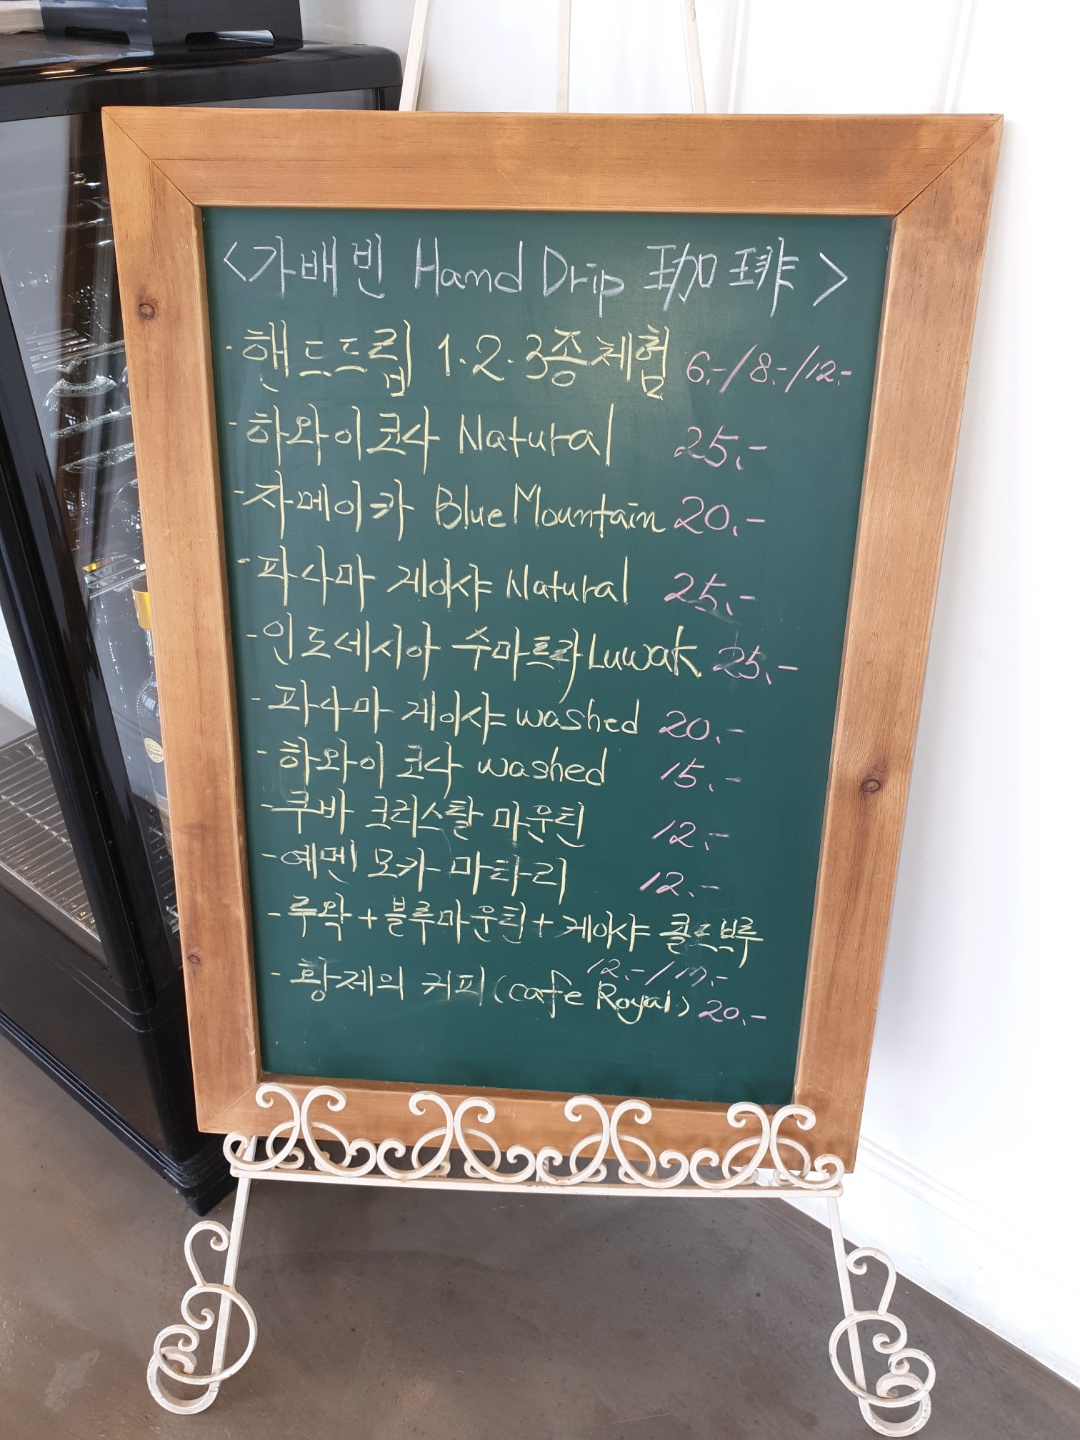 <가배빈 Hand Drip 珈琲>
· 핸드드립 1·2·3종체험 6.-/8.-/12.-
- 하와이코나 Natural 25.-
- 자메이카 Blue Mountain 20.-
- 파나마 게이샤 Natural 25.-
- 인도네시아 수마트라 Luwak 25.-
- 파나마 게이샤 washed 20.-
- 하와이 코나 washed 15.-
- 쿠바 크리스탈 마운틴 12.-
- 예멘 모카 마타리 12.-
- 루왁+블루마운틴+게이샤 콜드브루
12.-/17.-
- 황제의 커피(cafe Royal) 20.-